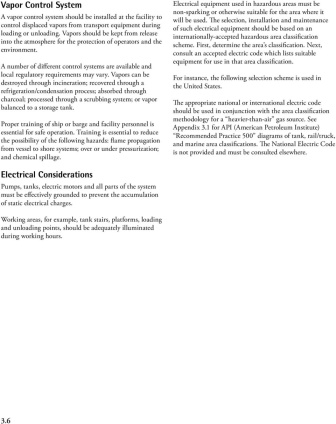 Vapor Control System
A vapor control system should be installed at the facility to
control displaced vapors from transport equipment during
loading or unloading. Vapors should be kept from release
into the atmosphere for the protection of operators and the
environment.
A number of different control systems are available and
local regulatory requirements may vary. Vapors can be
destroyed through incineration; recovered through a
refrigeration/condensation process; absorbed through
charcoal; processed through a scrubbing system; or vapor
balanced to a storage tank.
Proper training of ship or barge and facility personnel is
essential for safe operation. Training is essential to reduce
the possibility of the following hazards: flame propagation
from vessel to shore systems; over or under pressurization;
and chemical spillage.
Electrical Considerations
Pumps, tanks, electric motors and all parts of the system
must be effectively grounded to prevent the accumulation
of static electrical charges.
Working areas, for example, tank stairs, platforms, loading
and unloading points, should be adequately illuminated
during working hours.
Electrical equipment used in hazardous areas must be
non-sparking or otherwise suitable for the area where it
will be used. The selection, installation and maintenance
of such electrical equipment should be based on an
internationally-accepted hazardous area classification
scheme. First, determine the area's classification. Next,
consult an accepted electric code which lists suitable
equipment for use in that area classification.
For instance, the following selection scheme is used in
the United States.
The appropriate national or international electric code
should be used in conjunction with the area classification
methodology for a "heavier-than-air" gas source. See
Appendix 3.1 for API (American Petroleum Institute)
"Recommended Practice 500" diagrams of tank, rail/truck,
and marine area classifications. The National Electric Code
is not provided and must be consulted elsewhere.
3.6